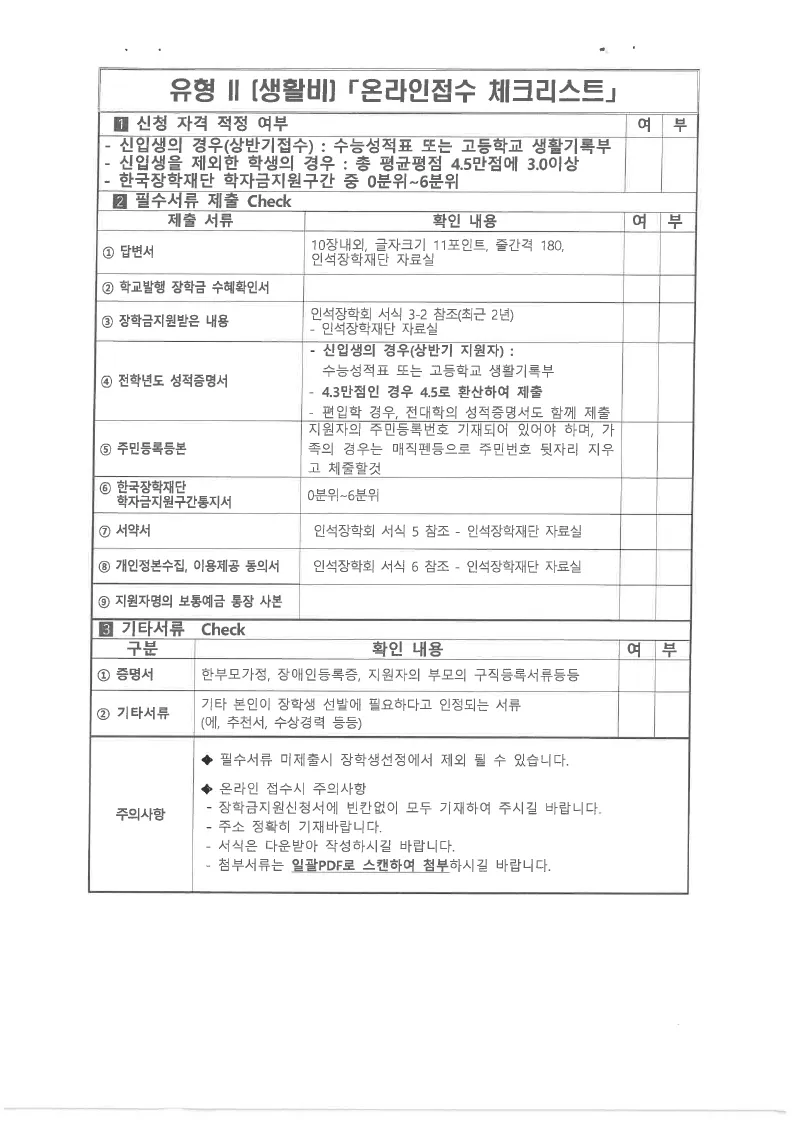 유형 Ⅱ [생활비]「온라인접수 체크리스트」
1 신청 자격 적정 여부 여 부
- 신입생의 경우(상반기접수) : 수능성적표 또는 고등학교 생활기록부
- 신입생을 제외한 학생의 경우 : 총 평균평점 4.5만점에 3.0이상
- 한국장학재단 학자금지원구간 중 0분위~6분위
2 필수서류 제출 Check
제출 서류 확인 내용 여 부
① 답변서
10장내외, 글자크기 11포인트, 줄간격 180,
인석장학재단 자료실
② 학교발행 장학금 수혜확인서
③ 장학금지원받은 내용
인석장학회 서식 3-2 참조(최근 2년)
- 인석장학재단 자료실
④ 전학년도 성적증명서
- 신입생의 경우(상반기 지원자) :
수능성적표 또는 고등학교 생활기록부
- 4.3만점인 경우 4.5로 환산하여 제출
- 편입학 경우, 전대학의 성적증명서도 함께 제출
⑤ 주민등록등본
지원자의 주민등록번호 기재되어 있어야 하며, 가
족의 경우는 매직펜등으로 주민번호 뒷자리 지우
고 체줄할것
⑥ 한국장학재단
학자금지원구간통지서
0분위~6분위
⑦ 서약서 인석장학회 서식 5 참조 - 인석장학재단 자료실
⑧ 개인정본수집, 이용제공 동의서 인석장학회 서식 6 참조 - 인석장학재단 자료실
⑨ 지원자명의 보통예금 통장 사본
3 기타서류 Check
구분 확인 내용 여 부
① 증명서 한부모가정, 장애인등록증, 지원자의 부모의 구직등록서류등등
② 기타서류
기타 본인이 장학생 선발에 필요하다고 인정되는 서류
(에, 추천서, 수상경력 등등)
주의사항
◆ 필수서류 미제출시 장학생선정에서 제외 될 수 있습니다.
◆ 온라인 접수시 주의사항
- 장학금지원신청서에 빈칸없이 모두 기재하여 주시길 바랍니다.
- 주소 정확히 기재바랍니다.
- 서식은 다운받아 작성하시길 바랍니다.
- 첨부서류는 일괄PDF로 스캔하여 첨부하시길 바랍니다.